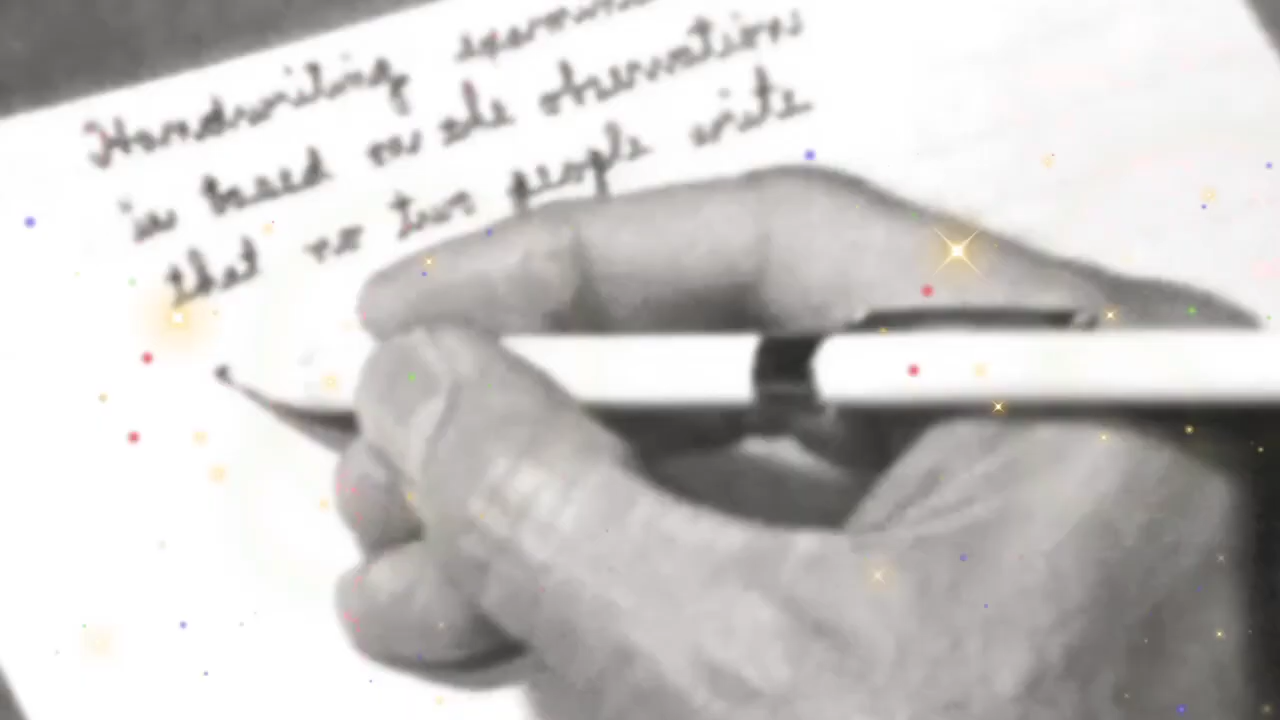 Handwriting
is based on the observations
that no two people write